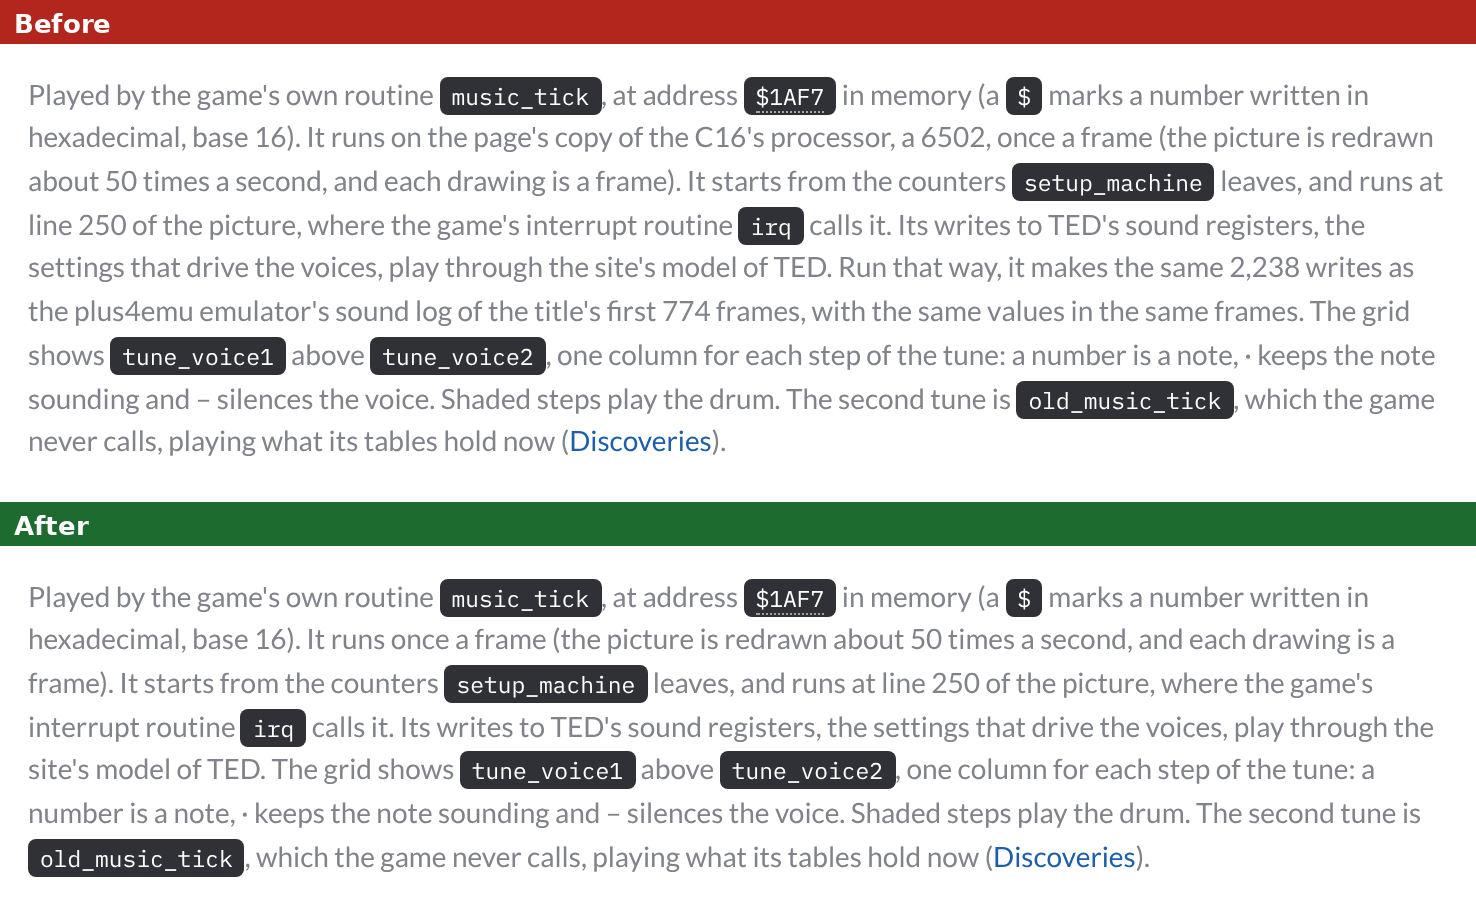 Before
Played by the game's own routine music_tick, at address $1AF7 in memory (a $ marks a number written in
hexadecimal, base 16). It runs on the page's copy of the C16's processor, a 6502, once a frame (the picture is redrawn
about 50 times a second, and each drawing is a frame). It starts from the counters setup_machine leaves, and runs at
line 250 of the picture, where the game's interrupt routine irq calls it. Its writes to TED's sound registers, the
settings that drive the voices, play through the site's model of TED. Run that way, it makes the same 2,238 writes as
the plus4emu emulator's sound log of the title's first 774 frames, with the same values in the same frames. The grid
shows tune_voice1 above tune_voice2, one column for each step of the tune: a number is a note, · keeps the note
sounding and – silences the voice. Shaded steps play the drum. The second tune is old_music_tick, which the game
never calls, playing what its tables hold now (Discoveries).
After
Played by the game's own routine music_tick, at address $1AF7 in memory (a $ marks a number written in
hexadecimal, base 16). It runs once a frame (the picture is redrawn about 50 times a second, and each drawing is a
frame). It starts from the counters setup_machine leaves, and runs at line 250 of the picture, where the game's
interrupt routine irq calls it. Its writes to TED's sound registers, the settings that drive the voices, play through the
site's model of TED. The grid shows tune_voice1 above tune_voice2, one column for each step of the tune: a
number is a note, · keeps the note sounding and – silences the voice. Shaded steps play the drum. The second tune is
old_music_tick, which the game never calls, playing what its tables hold now (Discoveries).